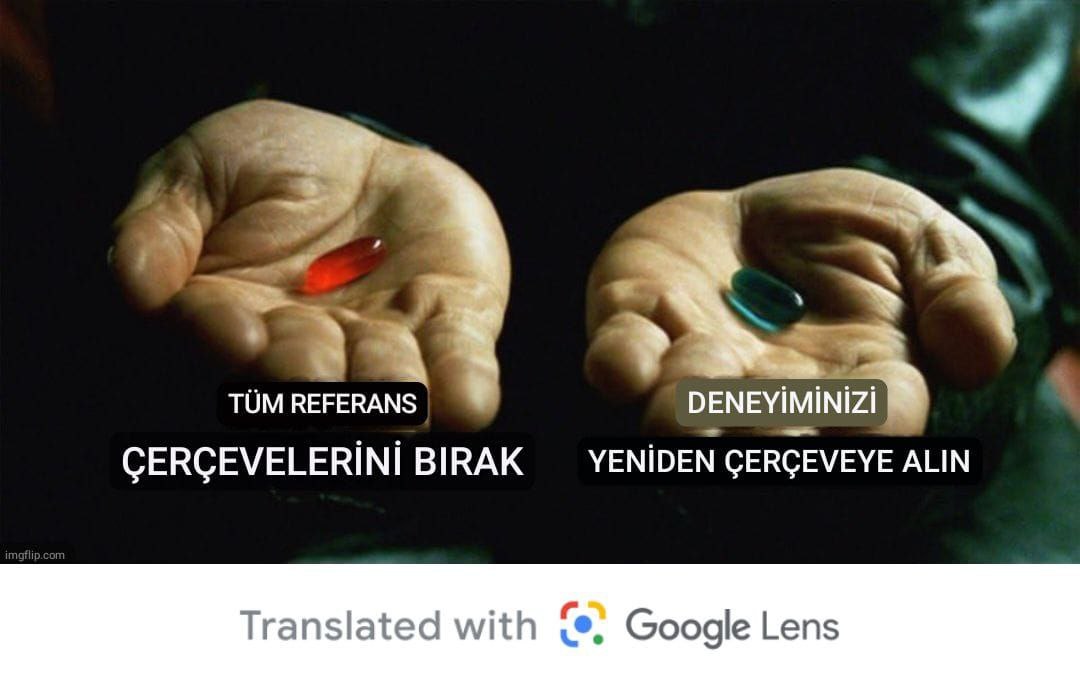 TÜM REFERANS
ÇERÇEVELERİNİ BIRAK
DENEYİMİNİZİ
YENİDEN ÇERÇEVEYE ALIN
imgflip.com
Translated with Google Lens